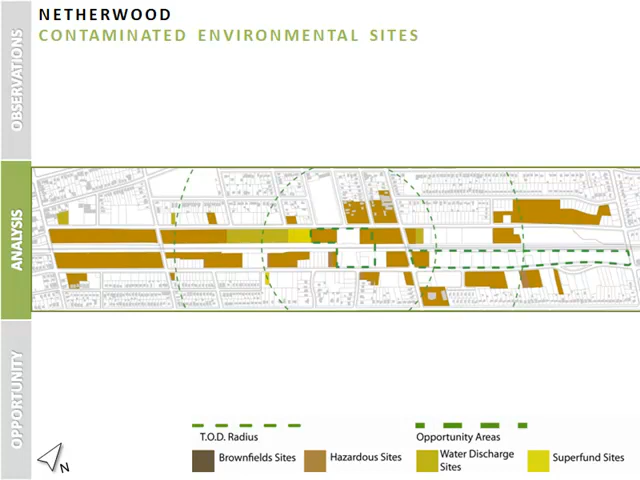 NETHERWOOD
CONTAMINATED ENVIRONMENTAL SITES
OBSERVATIONS
ANALYSIS
OPPORTUNITY
T.O.D. Radius
Opportunity Areas
Brownfields Sites
Hazardous Sites
Water Discharge
Sites
Superfund Sites
N